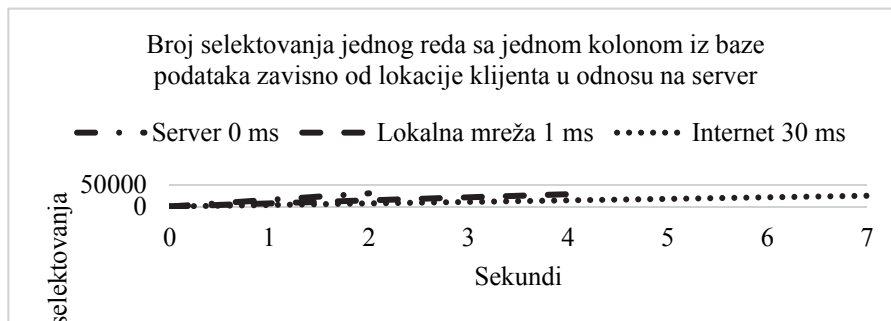 Broj selektovanja jednog reda sa jednom kolonom iz baze
podataka zavisno od lokacije klijenta u odnosu na server
Server 0 ms Lokalna mreža 1 ms Internet 30 ms
50000
0
0 1 2 3 4 5 6 7
Sekundi
selektovanja